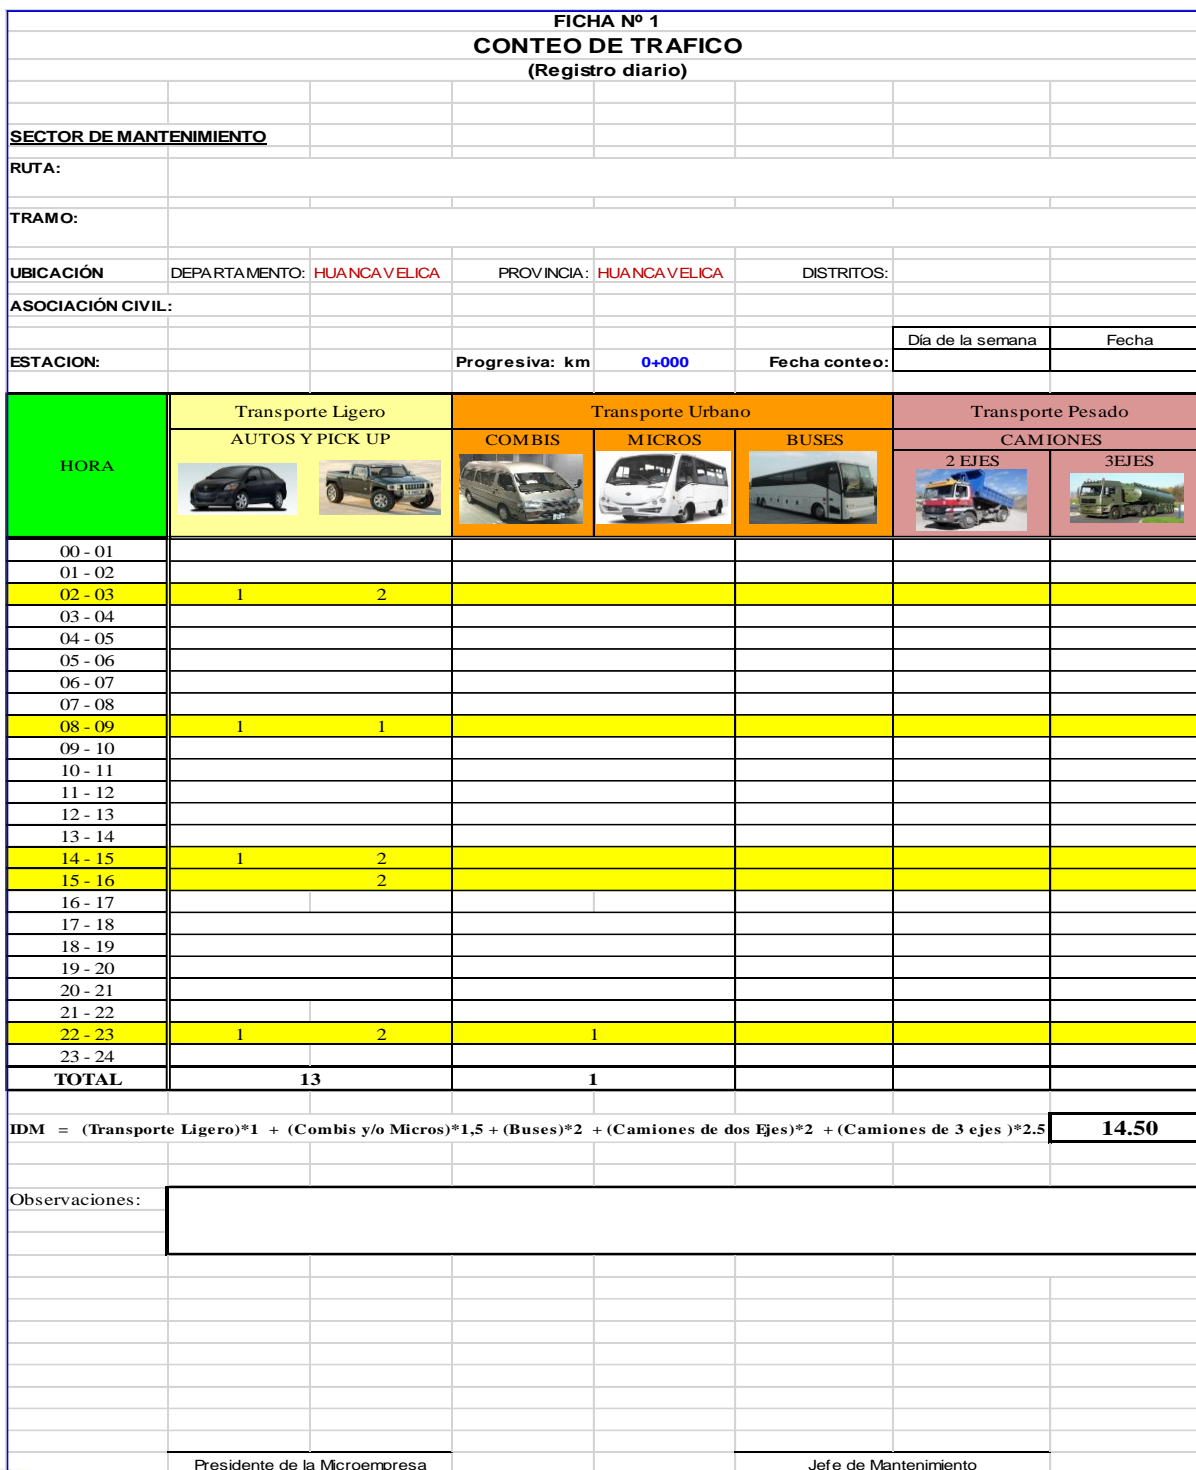 FICHA Nº 1
CONTEO DE TRAFICO
(Registro diario)
SECTOR DE MANTENIMIENTO
RUTA:
TRAMO:
UBICACIÓN DEPARTAMENTO: HUANCAVELICA PROVINCIA: HUANCAVELICA DISTRITOS:
ASOCIACIÓN CIVIL:
Día de la semana Fecha
ESTACION: Progresiva: km 0+000 Fecha conteo:
HORA Transporte Ligero Transporte Urbano Transporte Pesado
AUTOS Y PICK UP COMBIS MICROS BUSES CAMIONES
2 EJES 3EJES
00 - 01
01 - 02
02 - 03 1 2
03 - 04
04 - 05
05 - 06
06 - 07
07 - 08
08 - 09 1 1
09 - 10
10 - 11
11 - 12
12 - 13
13 - 14
14 - 15 1 2
15 - 16 2
16 - 17
17 - 18
18 - 19
19 - 20
20 - 21
21 - 22
22 - 23 1 2 1
23 - 24
TOTAL 13 1
IDM = (Transporte Ligero)*1 + (Combis y/o Micros)*1,5 + (Buses)*2 + (Camiones de dos Ejes)*2 + (Camiones de 3 ejes )*2.5 14.50
Observaciones:
Presidente de la Microempresa Jefe de Mantenimiento